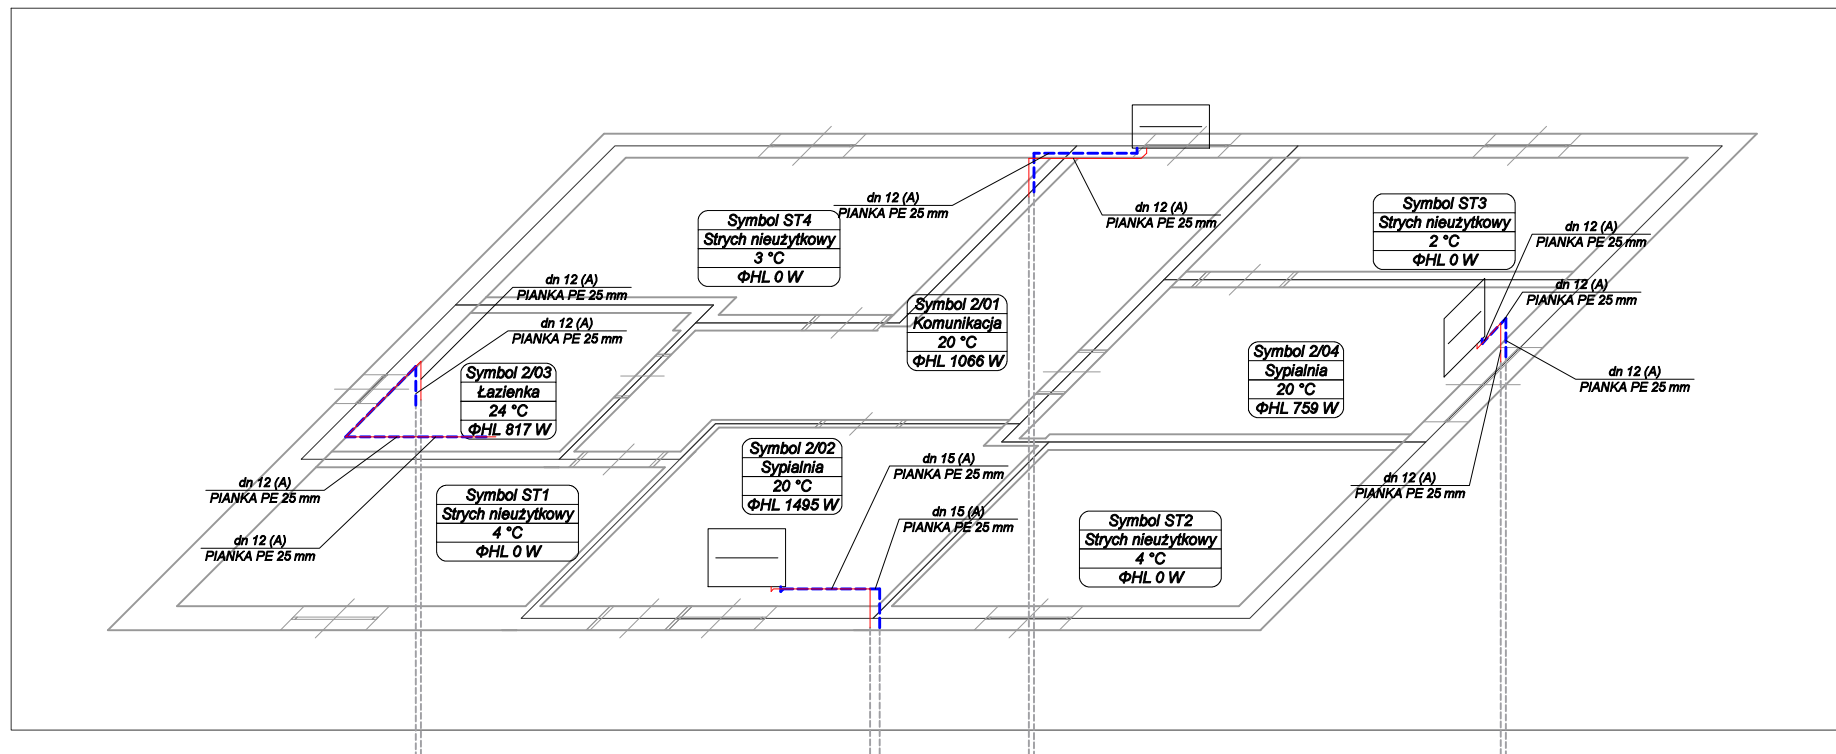 dn 12 (A)
PIANKA PE 25 mm
dn 12 (A)
PIANKA PE 25 mm
Symbol ST3
Strych nieużytkowy
2 °C
ΦHL 0 W
Symbol ST4
Strych nieużytkowy
3 °C
ΦHL 0 W
dn 12 (A)
PIANKA PE 25 mm
dn 12 (A)
PIANKA PE 25 mm
dn 12 (A)
PIANKA PE 25 mm
Symbol 2/01
Komunikacja
20 °C
ΦHL 1066 W
dn 12 (A)
PIANKA PE 25 mm
Symbol 2/04
Sypialnia
20 °C
ΦHL 759 W
Symbol 2/03
Łazienka
24 °C
ΦHL 817 W
dn 12 (A)
PIANKA PE 25 mm
Symbol 2/02
Sypialnia
20 °C
ΦHL 1495 W
dn 15 (A)
PIANKA PE 25 mm
dn 12 (A)
PIANKA PE 25 mm
dn 12 (A)
PIANKA PE 25 mm
Symbol ST1
Strych nieużytkowy
4 °C
ΦHL 0 W
dn 15 (A)
PIANKA PE 25 mm
Symbol ST2
Strych nieużytkowy
4 °C
ΦHL 0 W
dn 12 (A)
PIANKA PE 25 mm